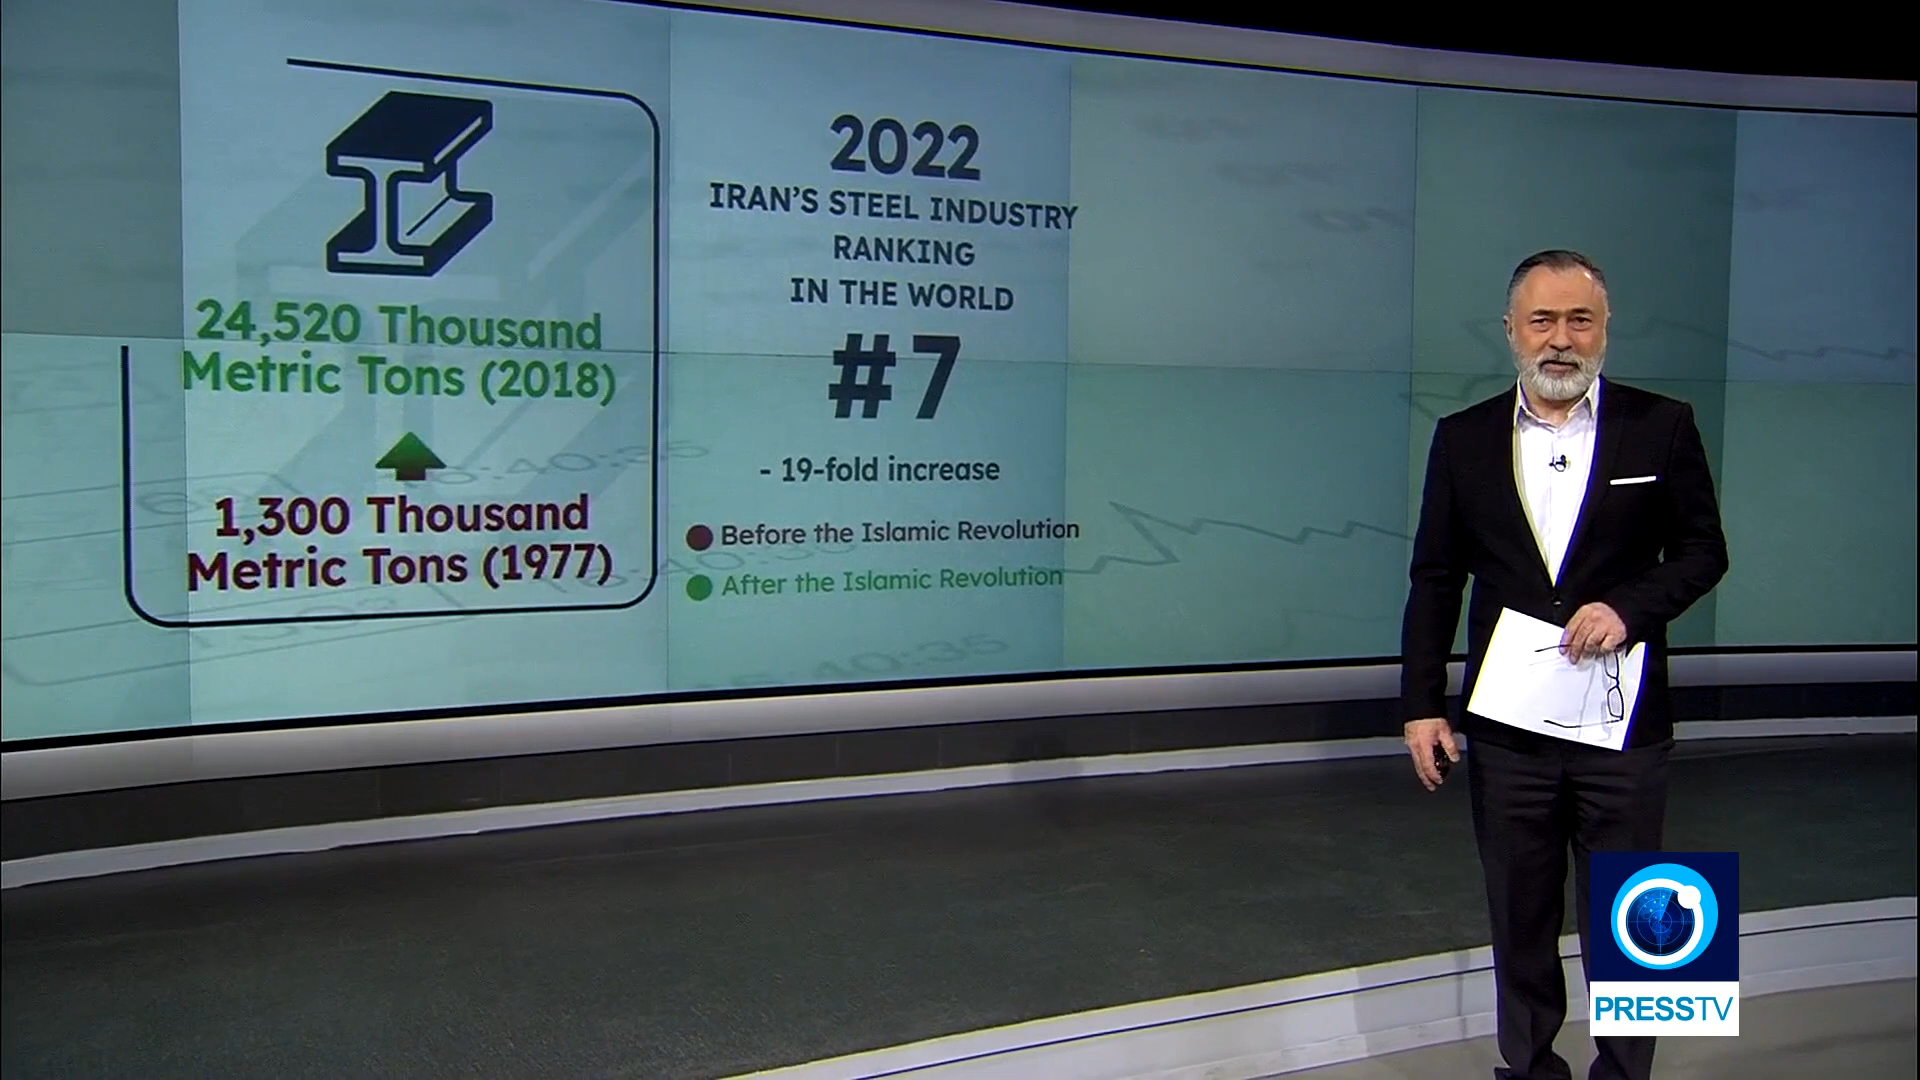 24,520 Thousand
Metric Tons (2018)
1,300 Thousand
Metric Tons (1977)
2022
IRAN'S STEEL INDUSTRY
RANKING
IN THE WORLD
#7
- 19-fold increase
Before the Islamic Revolution
After the Islamic Revolution
PRESSTV